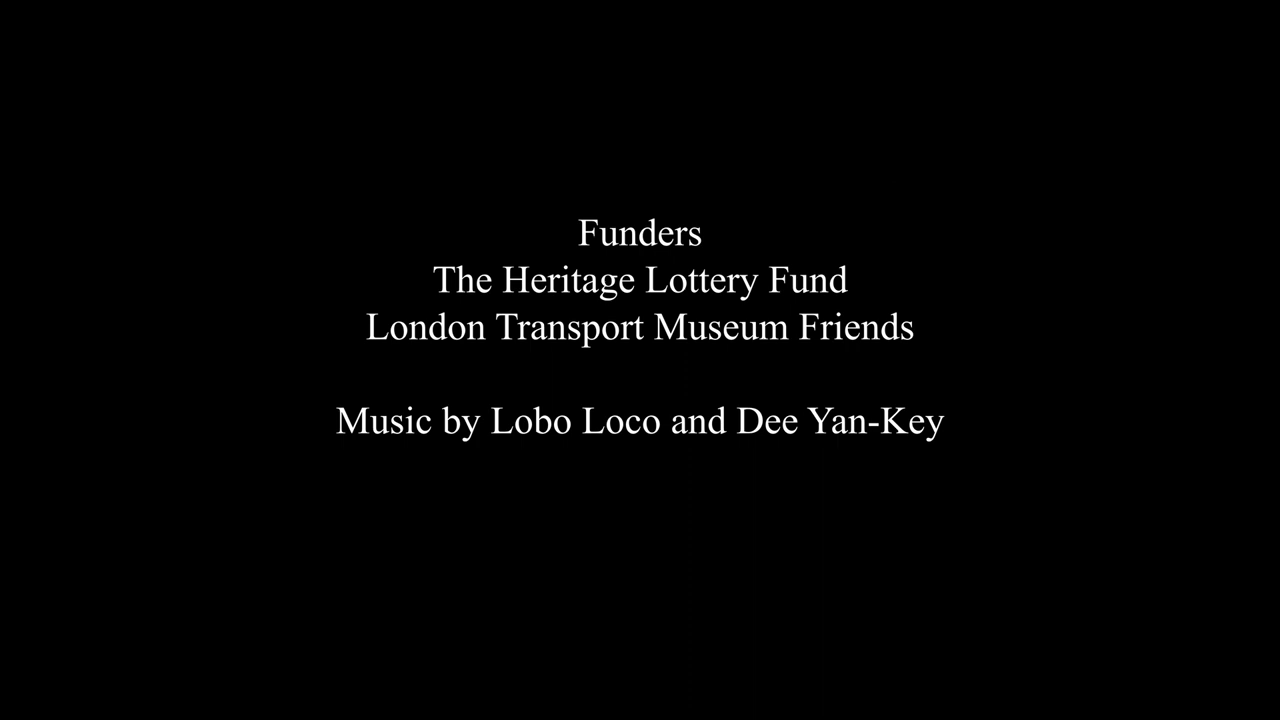 Funders
The Heritage Lottery Fund
London Transport Museum Friends
Music by Lobo Loco and Dee Yan-Key